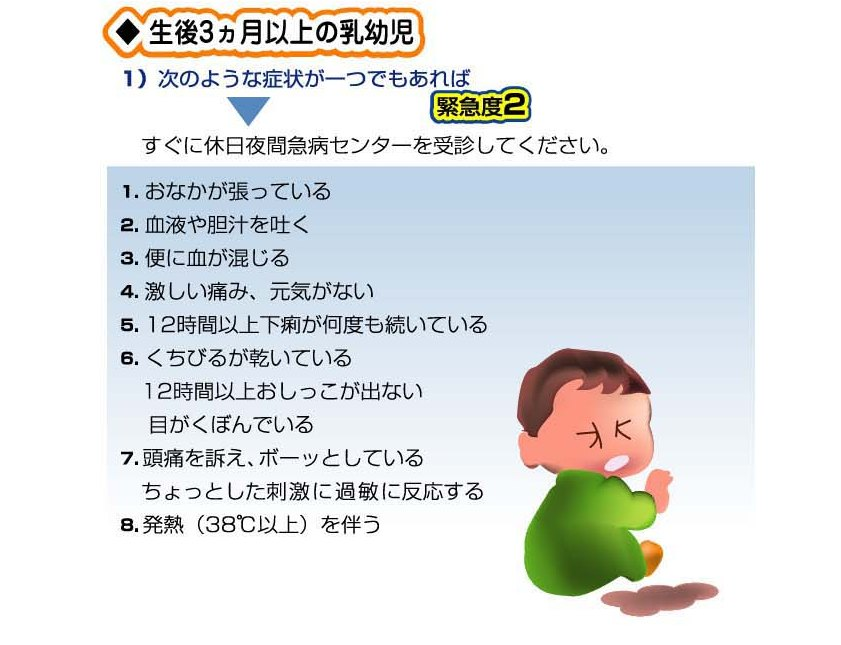 ◆ 生後3ヵ月以上の乳幼児
1）次のような症状が一つでもあれば
緊急度2
すぐに休日夜間急病センターを受診してください。
1. おなかが張っている
2. 血液や胆汁を吐く
3. 便に血が混じる
4. 激しい痛み、元気がない
5. 12時間以上下痢が何度も続いている
6. くちびるが乾いている
12時間以上おしっこが出ない
目がくぼんでいる
7. 頭痛を訴え、ボーッとしている
ちょっとした刺激に過敏に反応する
8. 発熱（38℃以上）を伴う